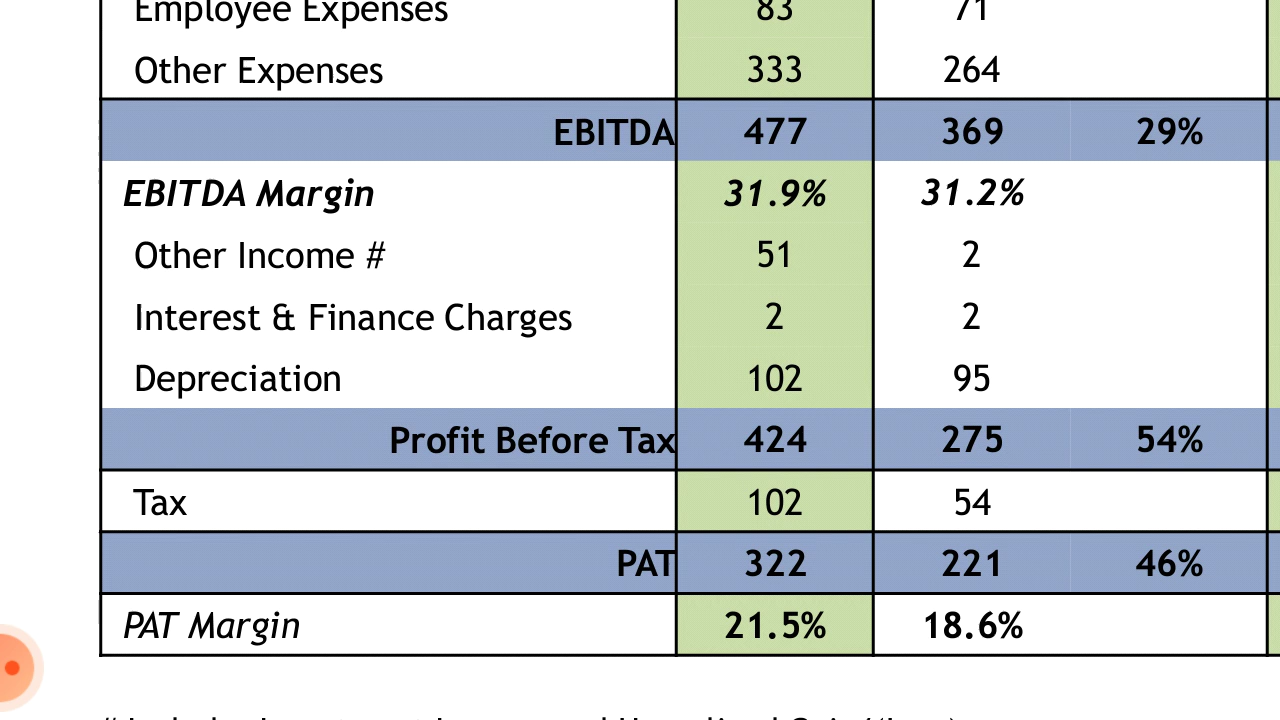 Employee Expenses 83 71
Other Expenses 333 264
EBITDA 477 369 29%
EBITDA Margin 31.9% 31.2%
Other Income # 51 2
Interest & Finance Charges 2 2
Depreciation 102 95
Profit Before Tax 424 275 54%
Tax 102 54
PAT 322 221 46%
PAT Margin 21.5% 18.6%